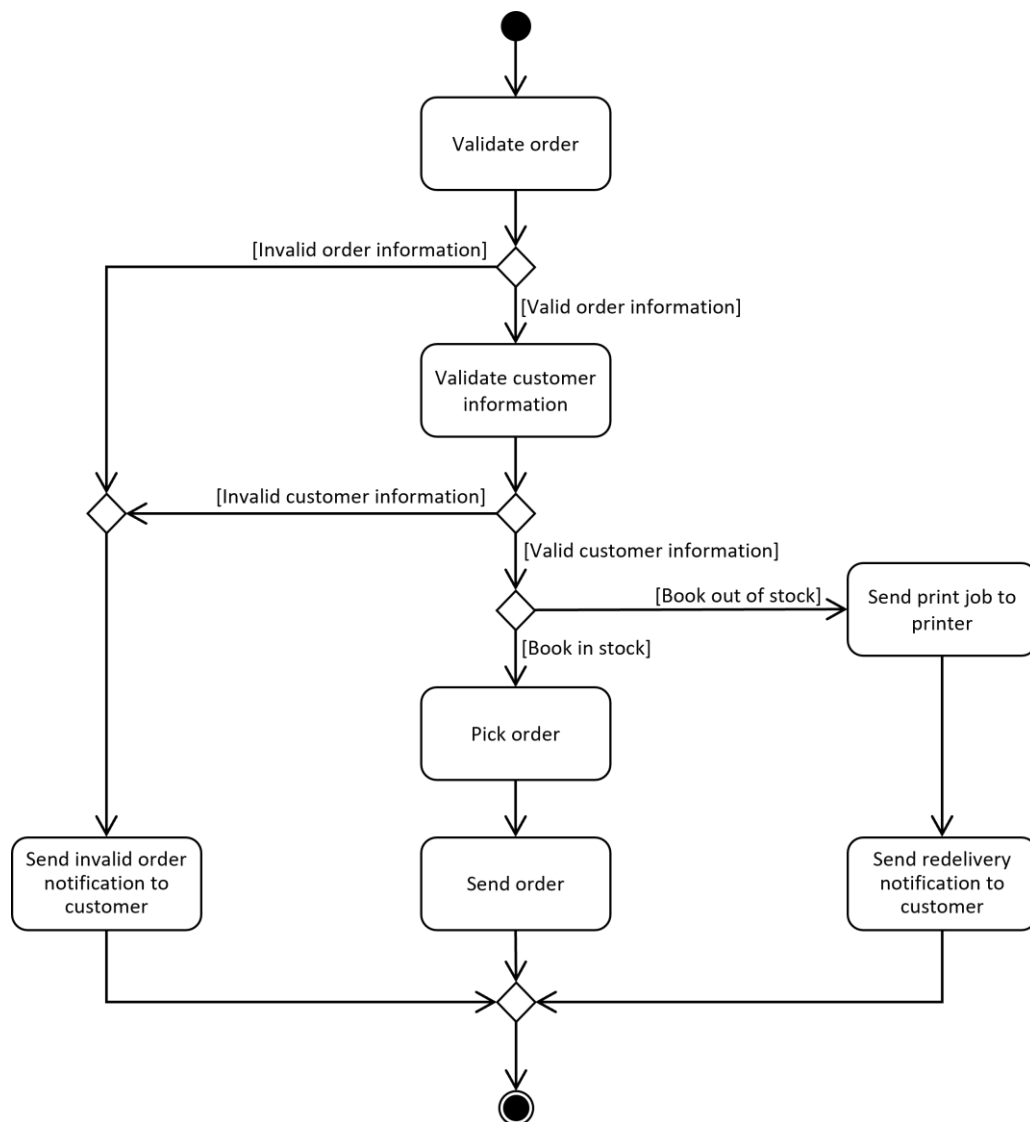 Validate order
[Invalid order information]
[Valid order information]
Validate customer
information
[Invalid customer information]
[Valid customer information]
[Book out of stock]
Send print job to
printer
[Book in stock]
Pick order
Send invalid order
notification to
customer
Send order
Send redelivery
notification to
customer